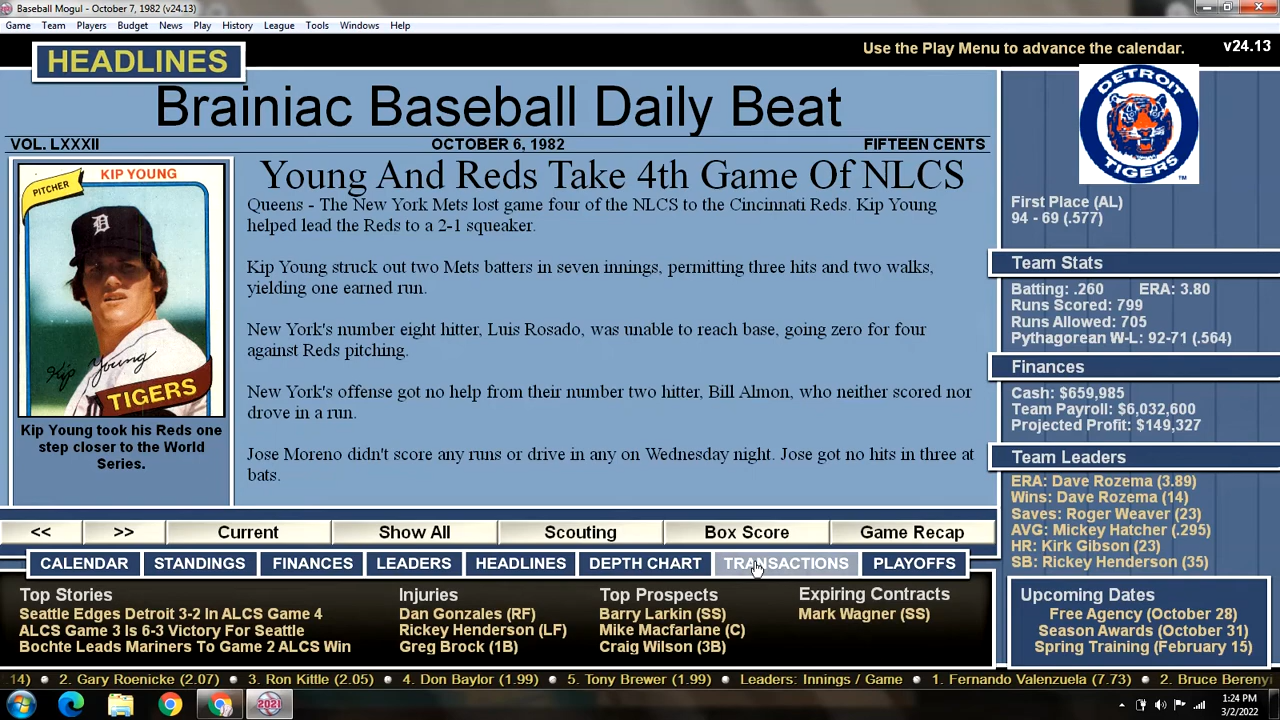 Baseball Mogul - October 7, 1982 (v24.13)
Game Team Players Budget News Play History League Tools Windows Help
HEADLINES
Use the Play Menu to advance the calendar. v24.13
Brainiac Baseball Daily Beat
VOL. LXXXII OCTOBER 6, 1982 FIFTEEN CENTS
PITCHER
KIP YOUNG
Kip Young
TIGERS
Kip Young took his Reds one
step closer to the World
Series.
Young And Reds Take 4th Game Of NLCS
Queens - The New York Mets lost game four of the NLCS to the Cincinnati Reds. Kip Young
helped lead the Reds to a 2-1 squeaker.
Kip Young struck out two Mets batters in seven innings, permitting three hits and two walks,
yielding one earned run.
New York's number eight hitter, Luis Rosado, was unable to reach base, going zero for four
against Reds pitching.
New York's offense got no help from their number two hitter, Bill Almon, who neither scored nor
drove in a run.
Jose Moreno didn't score any runs or drive in any on Wednesday night. Jose got no hits in three at
bats.
DETROIT
TIGERS
First Place (AL)
94 - 69 (.577)
Team Stats
Batting: .260 ERA: 3.80
Runs Scored: 799
Runs Allowed: 705
Pythagorean W-L: 92-71 (.564)
Finances
Cash: $659,985
Team Payroll: $6,032,600
Projected Profit: $149,327
Team Leaders
ERA: Dave Rozema (3.89)
Wins: Dave Rozema (14)
Saves: Roger Weaver (23)
AVG: Mickey Hatcher (.295)
HR: Kirk Gibson (23)
SB: Rickey Henderson (35)
<< >> Current Show All Scouting Box Score Game Recap
CALENDAR STANDINGS FINANCES LEADERS HEADLINES DEPTH CHART TRANSACTIONS PLAYOFFS
Top Stories
Seattle Edges Detroit 3-2 In ALCS Game 4
ALCS Game 3 Is 6-3 Victory For Seattle
Bochte Leads Mariners To Game 2 ALCS Win
Injuries
Dan Gonzales (RF)
Rickey Henderson (LF)
Greg Brock (1B)
Top Prospects
Barry Larkin (SS)
Mike Macfarlane (C)
Craig Wilson (3B)
Expiring Contracts
Mark Wagner (SS)
Upcoming Dates
Free Agency (October 28)
Season Awards (October 31)
Spring Training (February 15)
14) 2. Gary Roenicke (2.07) 3. Ron Kittle (2.05) 4. Don Baylor (1.99) 5. Tony Brewer (1.99) Leaders: Innings / Game 1. Fernando Valenzuela (7.73) 2. Bruce Bereny
2021
1:24 PM
3/2/2022